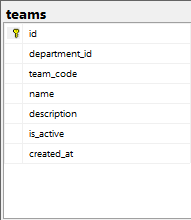 teams
id
department_id
team_code
name
description
is_active
created_at